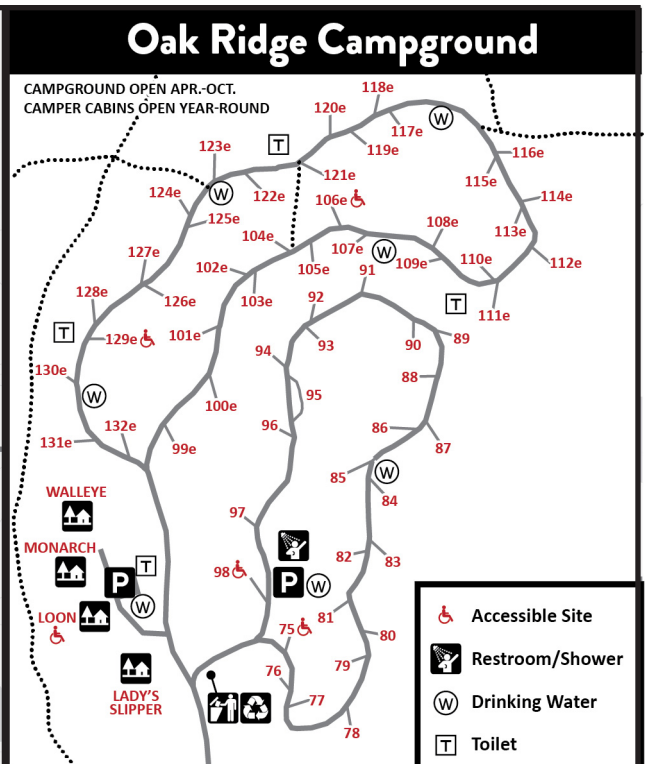 Oak Ridge Campground
CAMPGROUND OPEN APR.-OCT.
CAMPER CABINS OPEN YEAR-ROUND
118e
120e
117e
W
123e
T
119e
116e
121e
115e
124e
W
122e
106e
114e
125e
113e
104e
108e
107e
W
109e
110e
112e
127e
102e
105e
91
128e
126e
103e
92
T
111e
T
129e
101e
93
90
89
94
130e
88
W
95
100e
132e
96
86
131e
99e
87
85
W
84
WALLEYE
97
MONARCH
T
82
83
P
98
P
W
W
LOON
81
75
80
79
76
LADY'S
SLIPPER
77
78
Accessible Site
Restroom/Shower
W
Drinking Water
T
Toilet